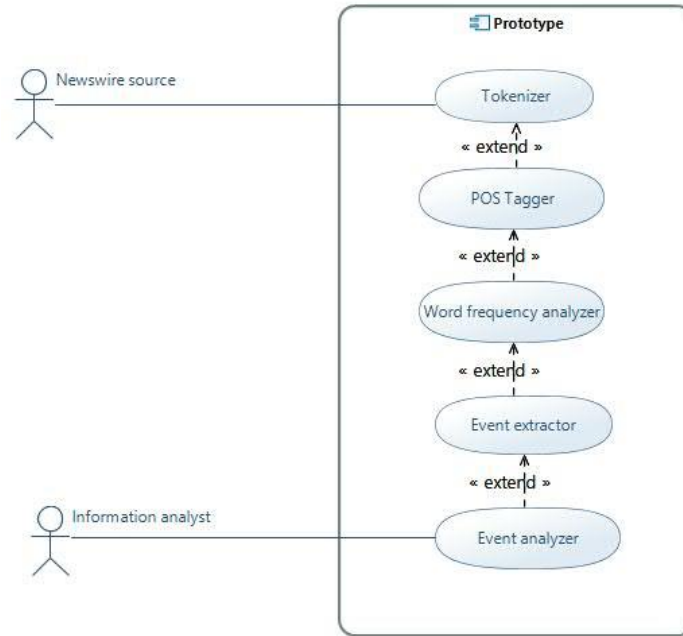 Prototype
Newswire source
Tokenizer
« extend »
POS Tagger
« extend »
Word frequency analyzer
« extend »
Event extractor
« extend »
Information analyst
Event analyzer